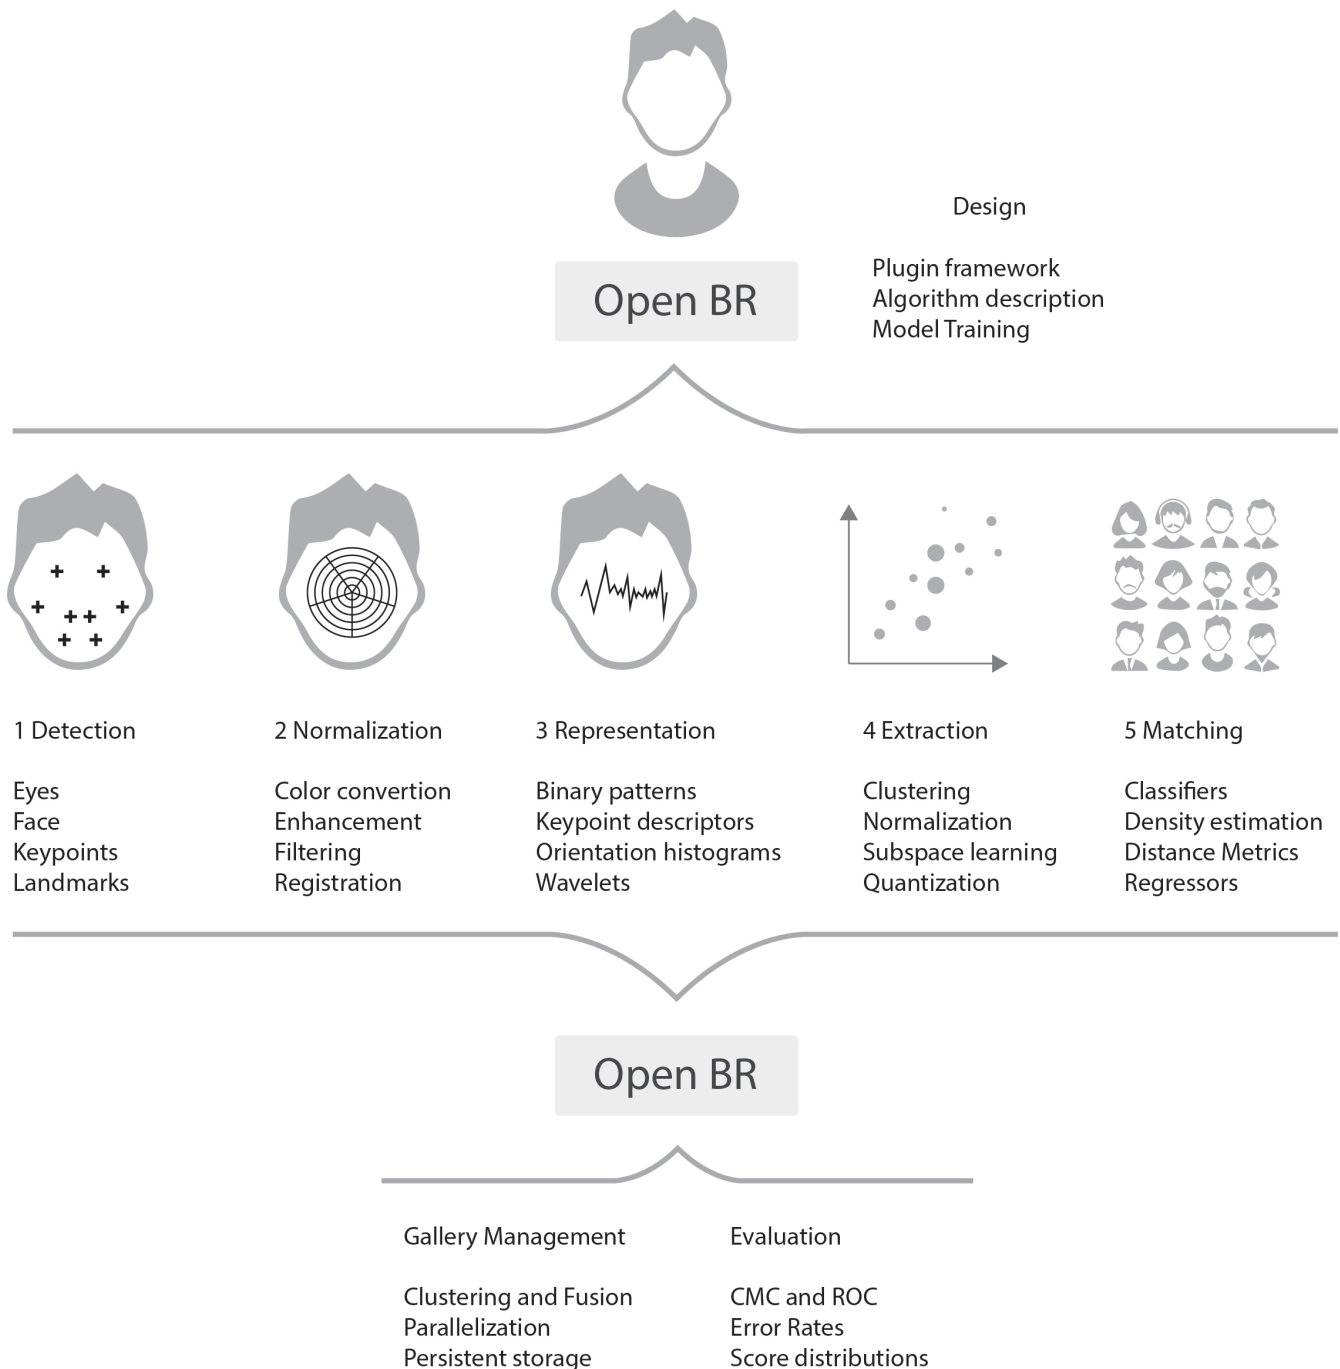 Design
Plugin framework
Algorithm description
Model Training
Open BR
1 Detection
Eyes
Face
Keypoints
Landmarks
2 Normalization
Color convertion
Enhancement
Filtering
Registration
3 Representation
Binary patterns
Keypoint descriptors
Orientation histograms
Wavelets
4 Extraction
Clustering
Normalization
Subspace learning
Quantization
5 Matching
Classifiers
Density estimation
Distance Metrics
Regressors
Open BR
Gallery Management
Clustering and Fusion
Parallelization
Persistent storage
Evaluation
CMC and ROC
Error Rates
Score distributions